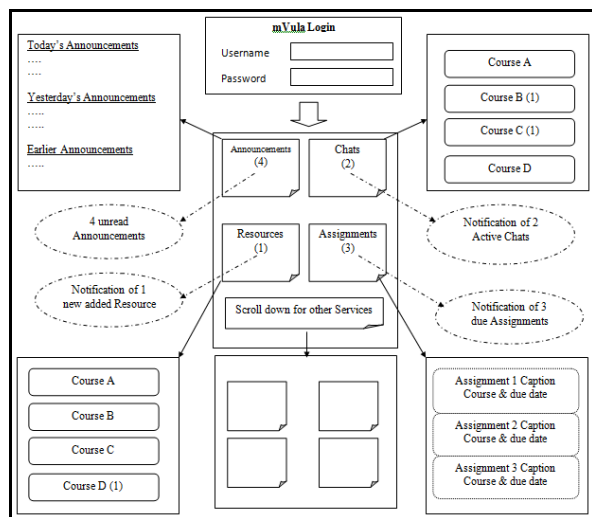 mVula Login
Username
Password
Today's Announcements
....
....
Yesterday's Announcements
.....
.....
Earlier Announcements
.....
Course A
Course B (1)
Course C (1)
Course D
Announcements
(4)
Chats
(2)
4 unread
Announcements
Notification of 2
Active Chats
Resources
(1)
Assignments
(3)
Notification of 1
new added Resource
Notification of 3
due Assignments
Scroll down for other Services
Course A
Course B
Course C
Course D (1)
Assignment 1 Caption
Course & due date
Assignment 2 Caption
Course & due date
Assignment 3 Caption
Course & due date